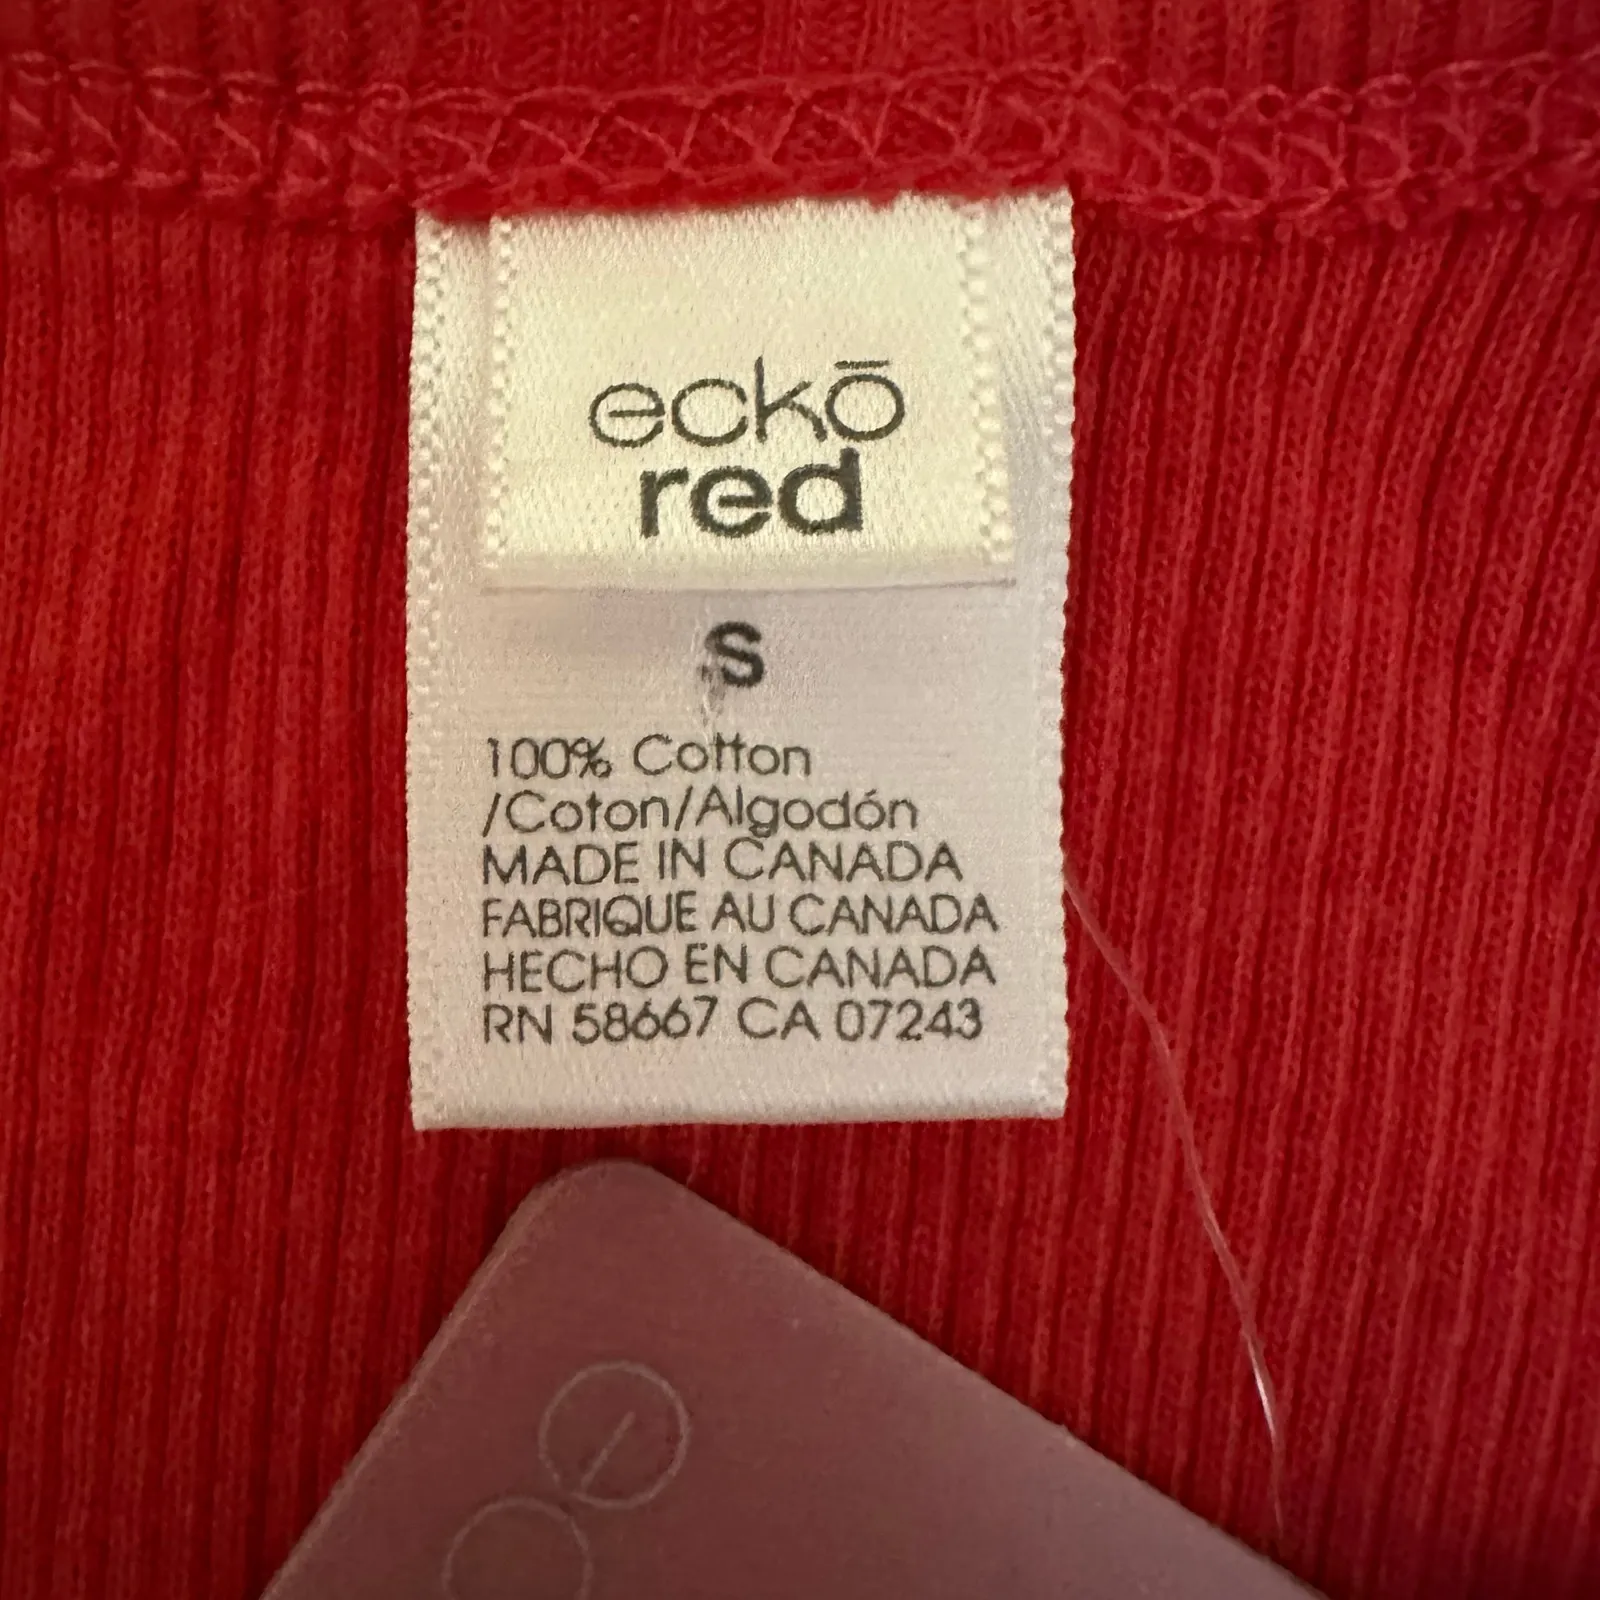 eckō
red
S
100% Cotton
/Coton/Algodón
MADE IN CANADA
FABRIQUE AU CANADA
HECHO EN CANADA
RN 58667 CA 07243